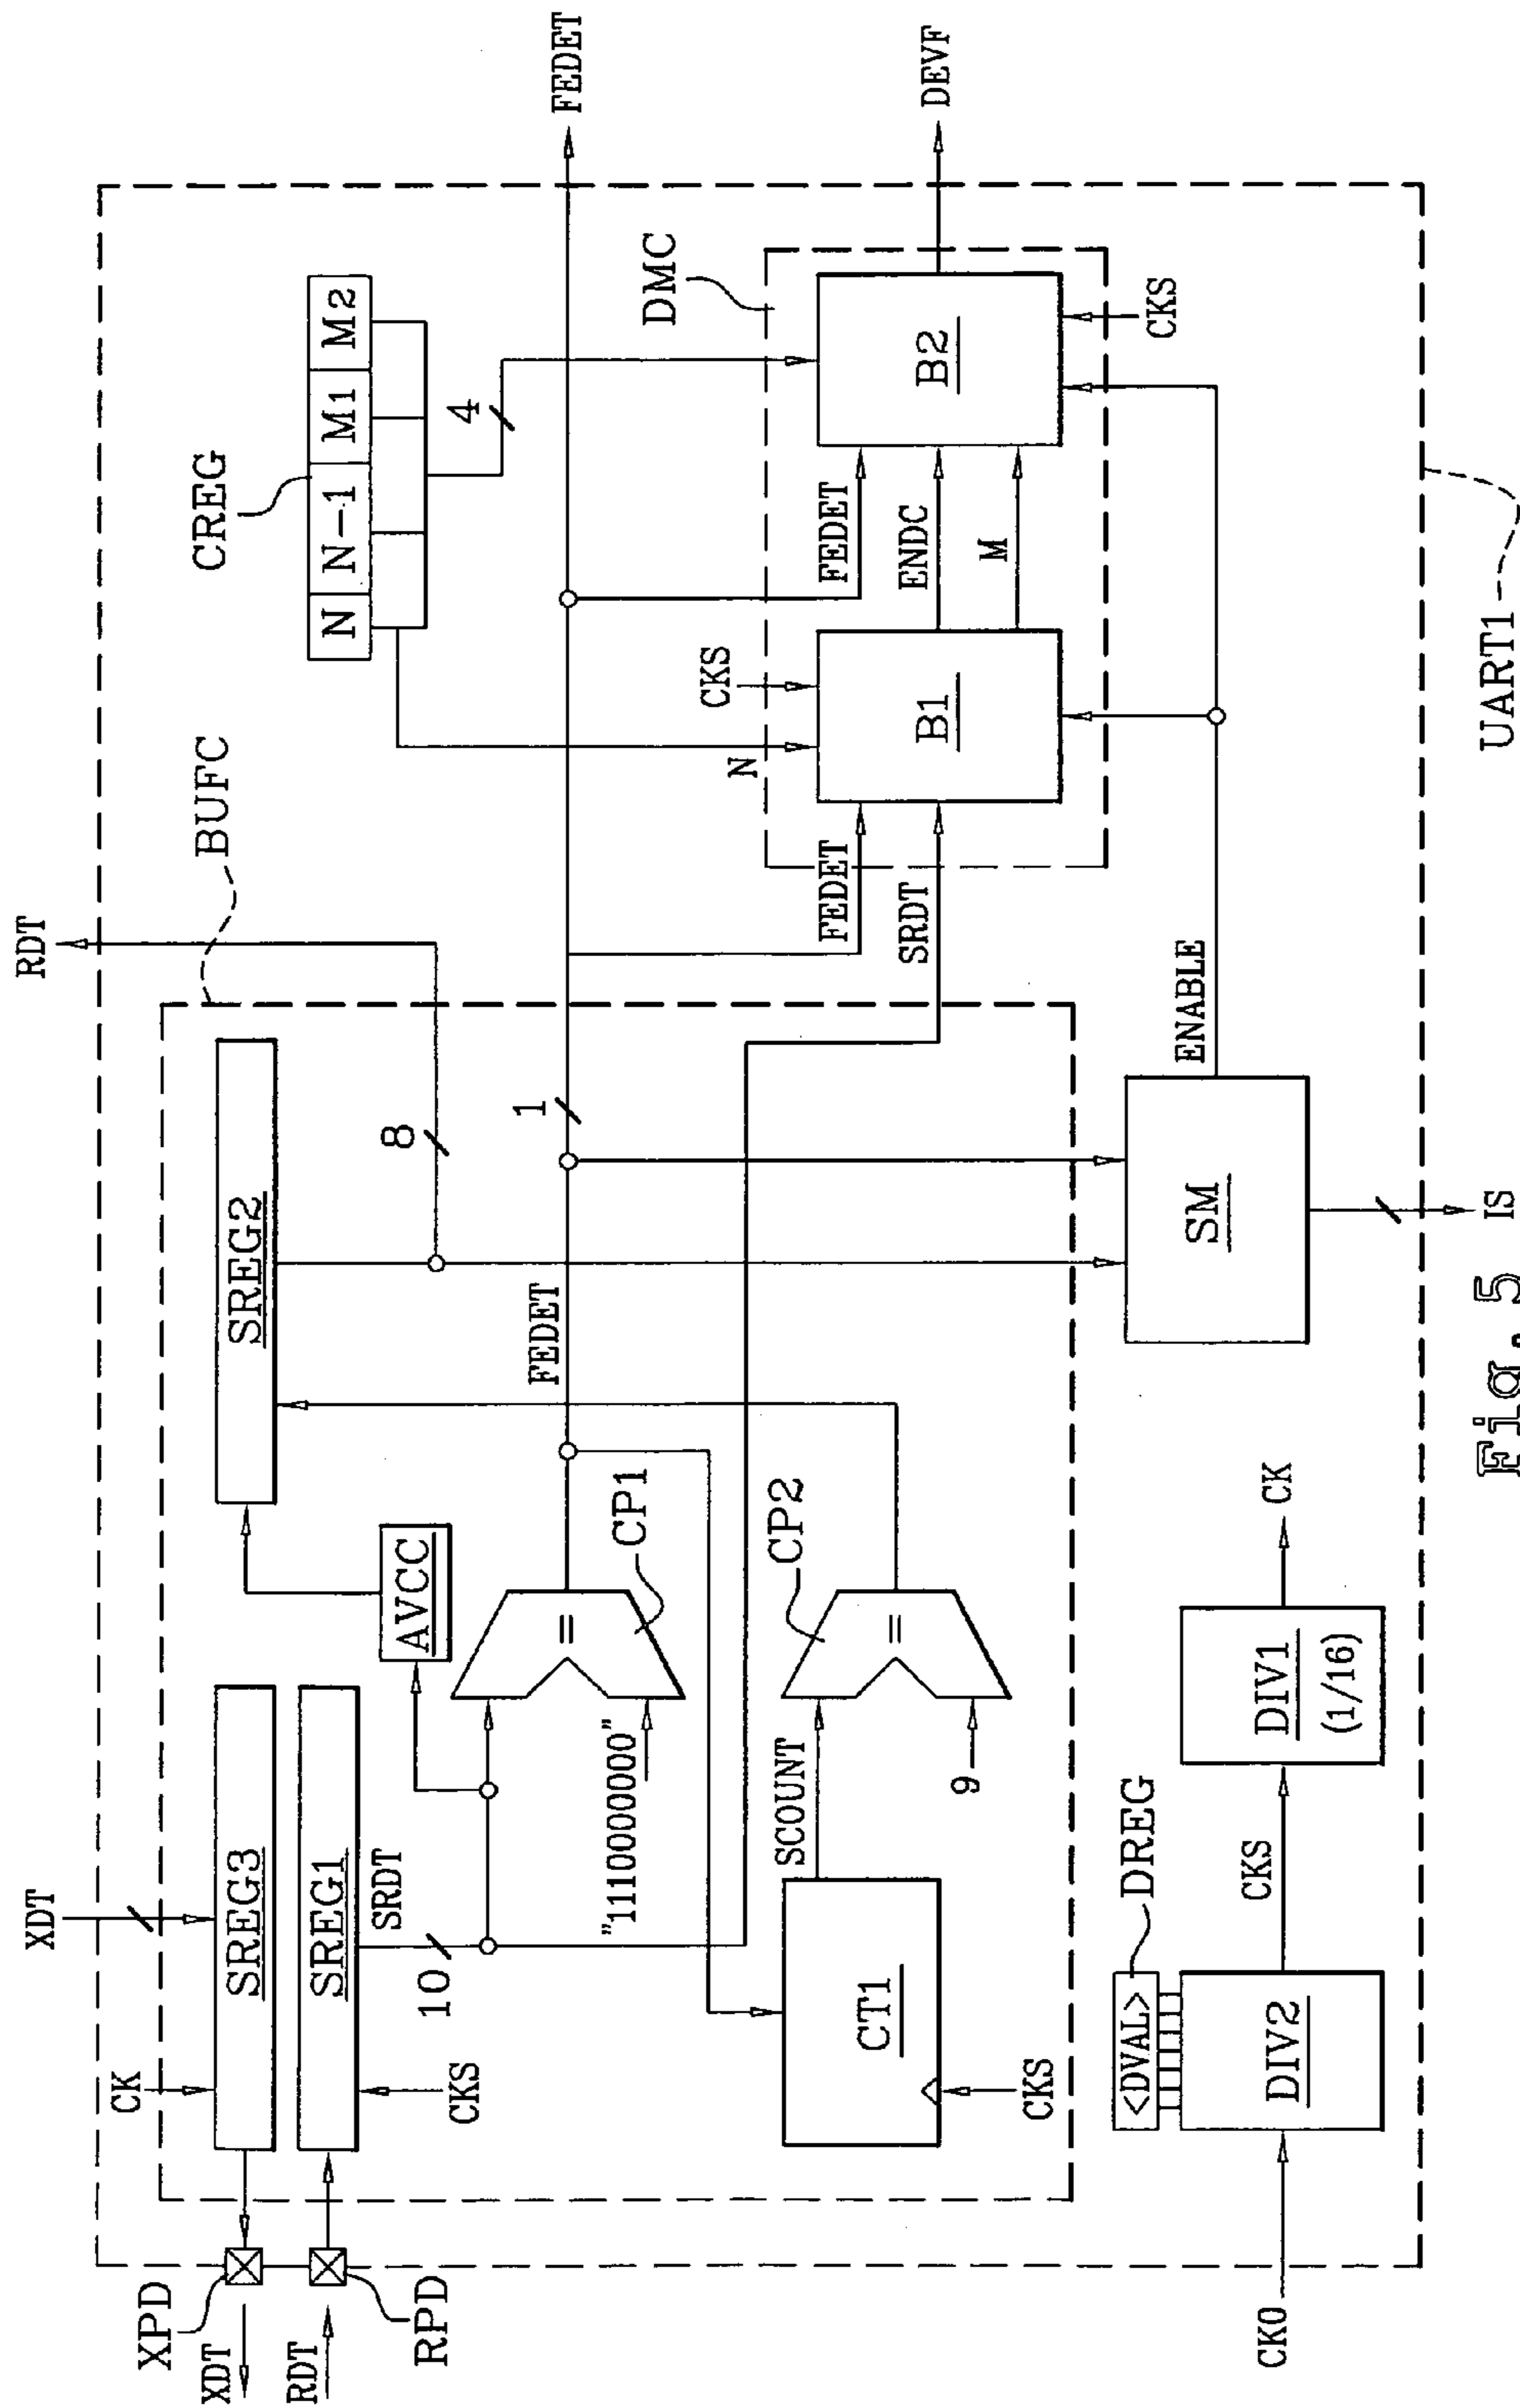 XPD
XDT
RDT
RPD
CK
XDT
SREG3
SREG1
SRDT
10
CKS
"1110000000"
AVCC
SREG2
=
CP1
SCOUNT
CT1
CKS
=
9
CP2
FEDET
8
1
RDT
BUFC
CREG
N
N-1
M1
M2
4
FEDET
FEDET
SRDT
N
CKS
B1
FEDET
ENDC
M
DMC
B2
CKS
DEVF
ENABLE
SM
IS
UART1
CK0
<DVAL>
DREG
DIV2
CKS
DIV1
(1/16)
CK
Fig. 5